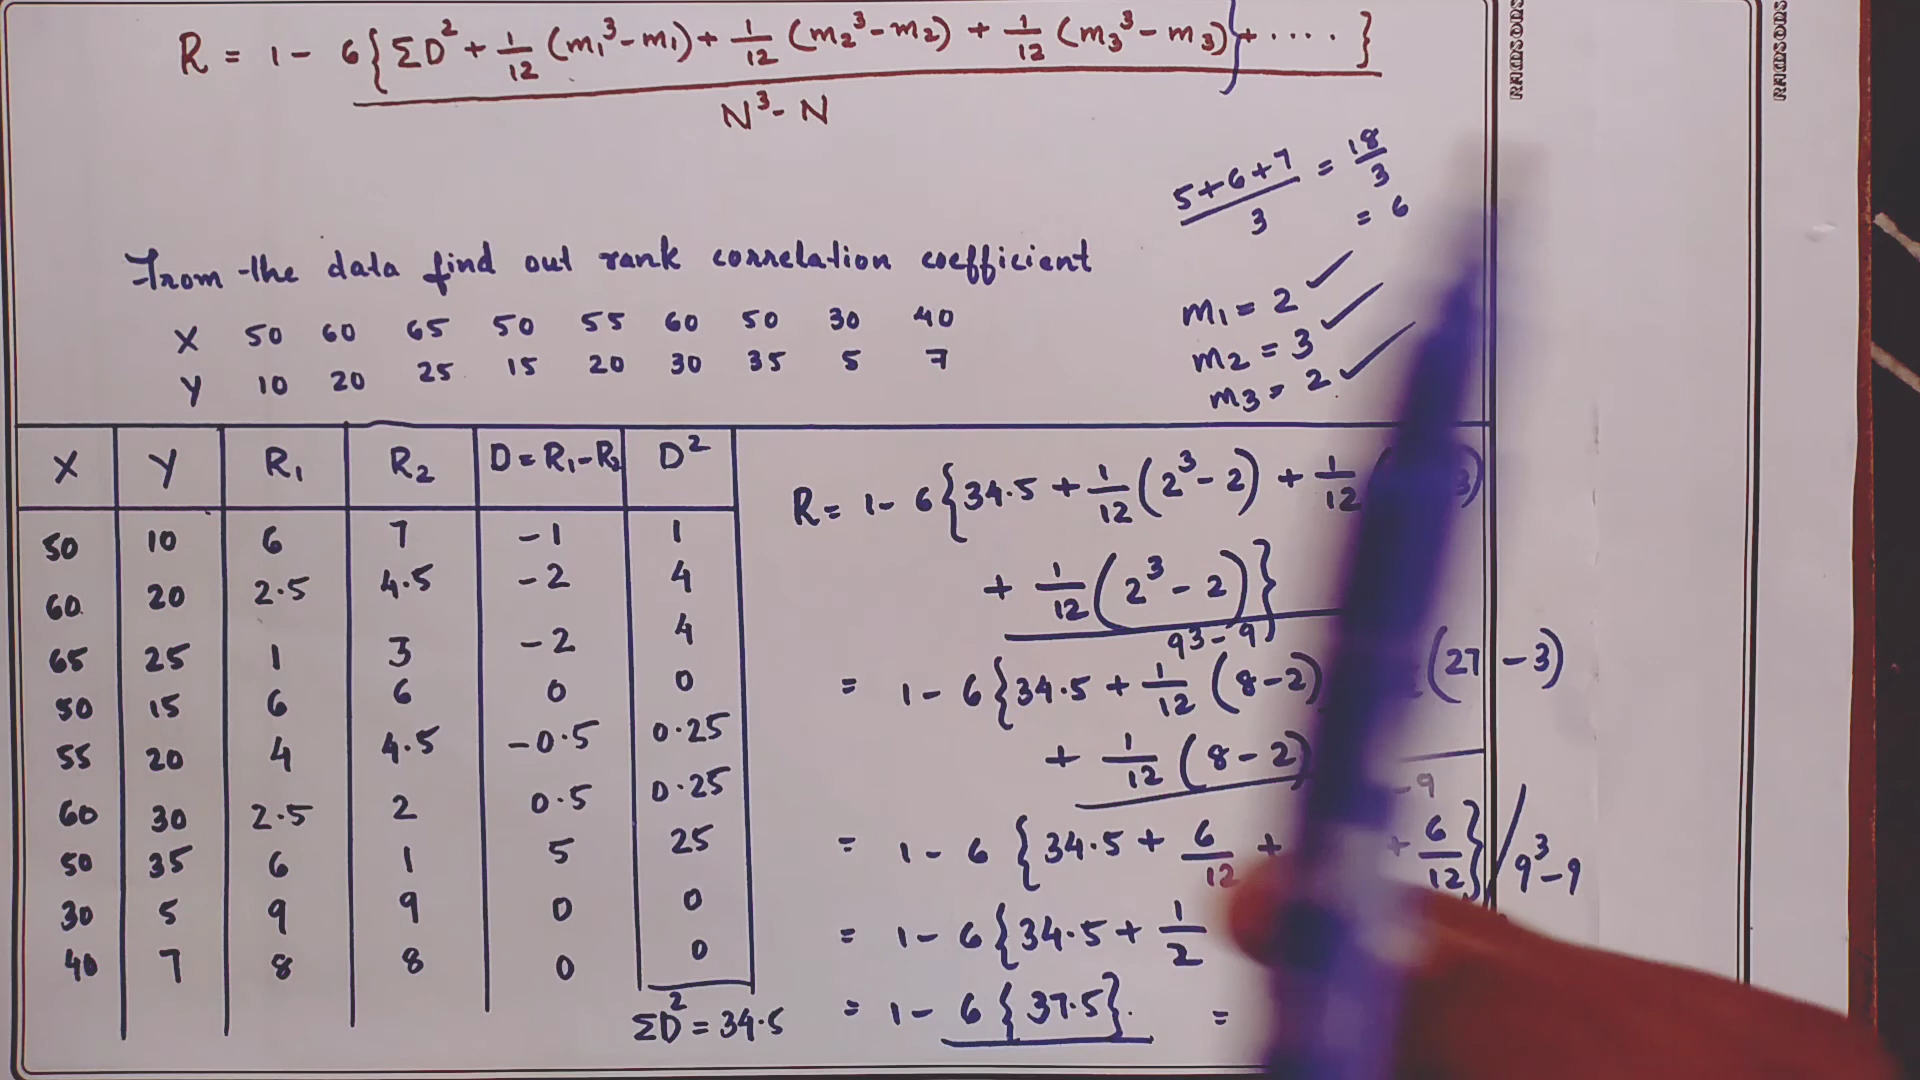 R = 1 - 6{ΣD² + 1/12 (m₁³ - m₁) + 1/12 (m₂³ - m₂) + 1/12 (m₃³ - m₃)} + .... }
N³ - N
RAMSONS
RAMSONS
5+6+7/3 = 18/3
= 6
From the data find out rank correlation coefficient
X 50 60 65 50 55 60 50 30 40
Y 10 20 25 15 20 30 35 5 7
m₁ = 2 ✓
m₂ = 3 ✓
m₃ = 2 ✓
X Y R₁ R₂ D = R₁-R₂ D²
50 10 6 7 -1 1
60 20 2.5 4.5 -2 4
65 25 1 3 -2 4
50 15 6 6 0 0
55 20 4 4.5 -0.5 0.25
60 30 2.5 2 0.5 0.25
50 35 6 1 5 25
30 5 9 9 0 0
40 7 8 8 0 0
ΣD² = 34.5
R = 1 - 6{34.5 + 1/12 (2³ - 2) + 1/12 ( 3)
+ 1/12 (2³ - 2)}
9³ - 9
= 1 - 6{34.5 + 1/12 (8-2) (27 - 3)
+ 1/12 (8-2)
- 9
= 1 - 6 {34.5 + 6/12 + + 6/12} / 9³-9
= 1 - 6{34.5 + 1/2
= 1 - 6{37.5}. =